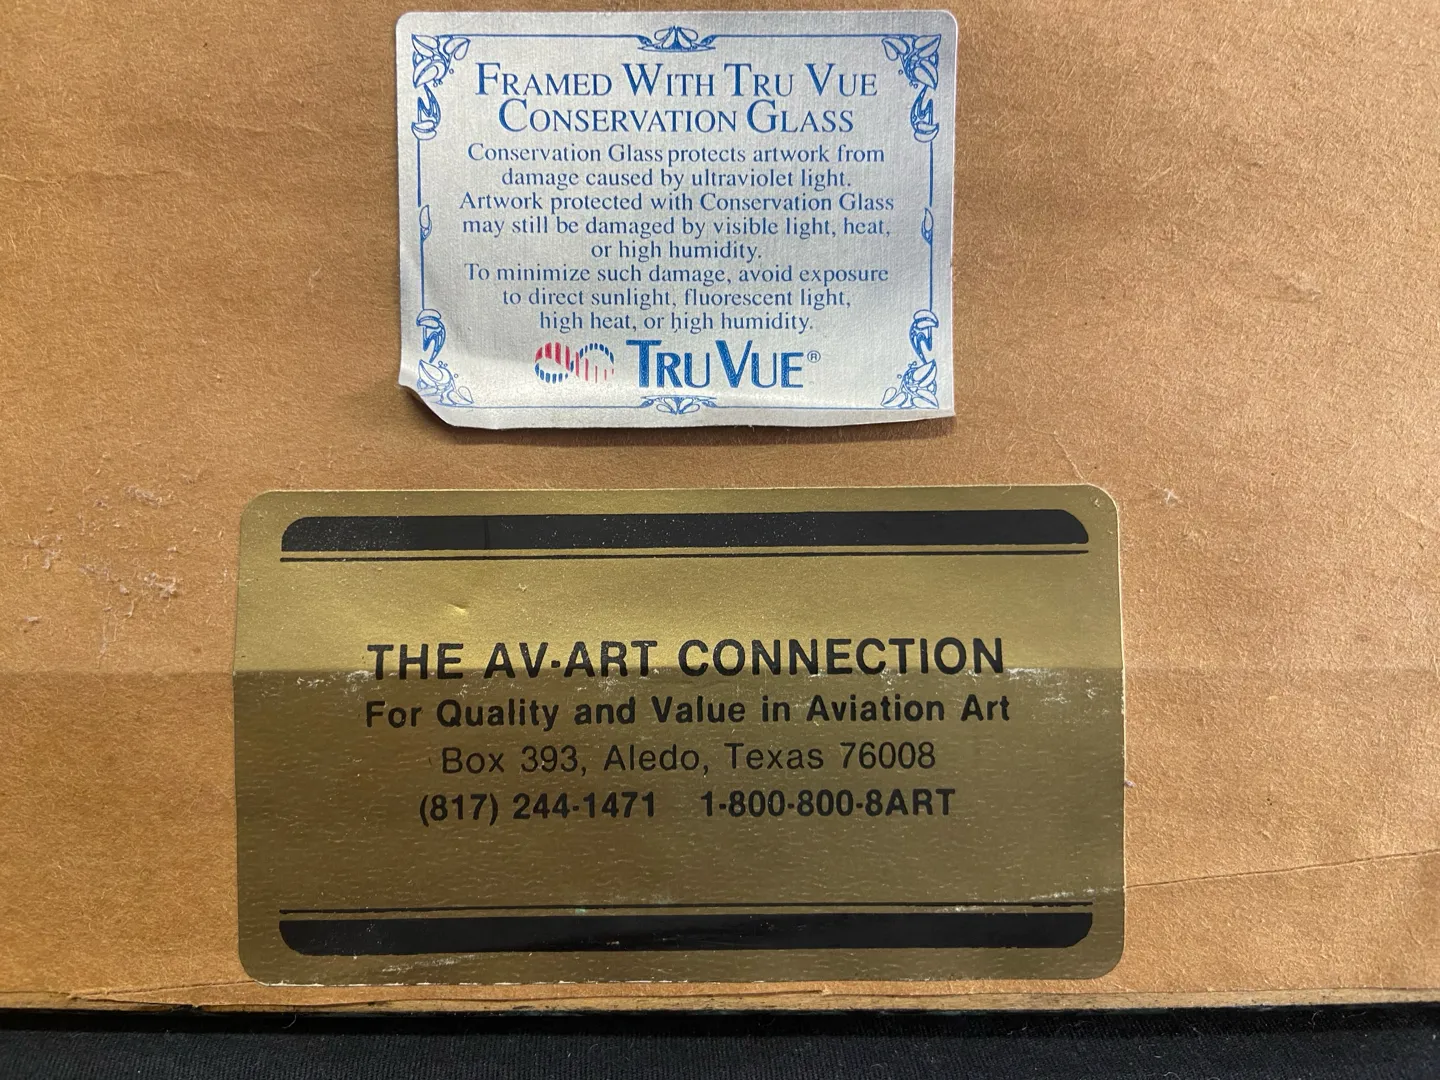 FRAMED WITH TRU VUE
CONSERVATION GLASS
Conservation Glass protects artwork from
damage caused by ultraviolet light.
Artwork protected with Conservation Glass
may still be damaged by visible light, heat,
or high humidity.
To minimize such damage, avoid exposure
to direct sunlight, fluorescent light,
high heat, or high humidity.
TRU VUE®
THE AV-ART CONNECTION
For Quality and Value in Aviation Art
Box 393, Aledo, Texas 76008
(817) 244-1471 1-800-800-8ART